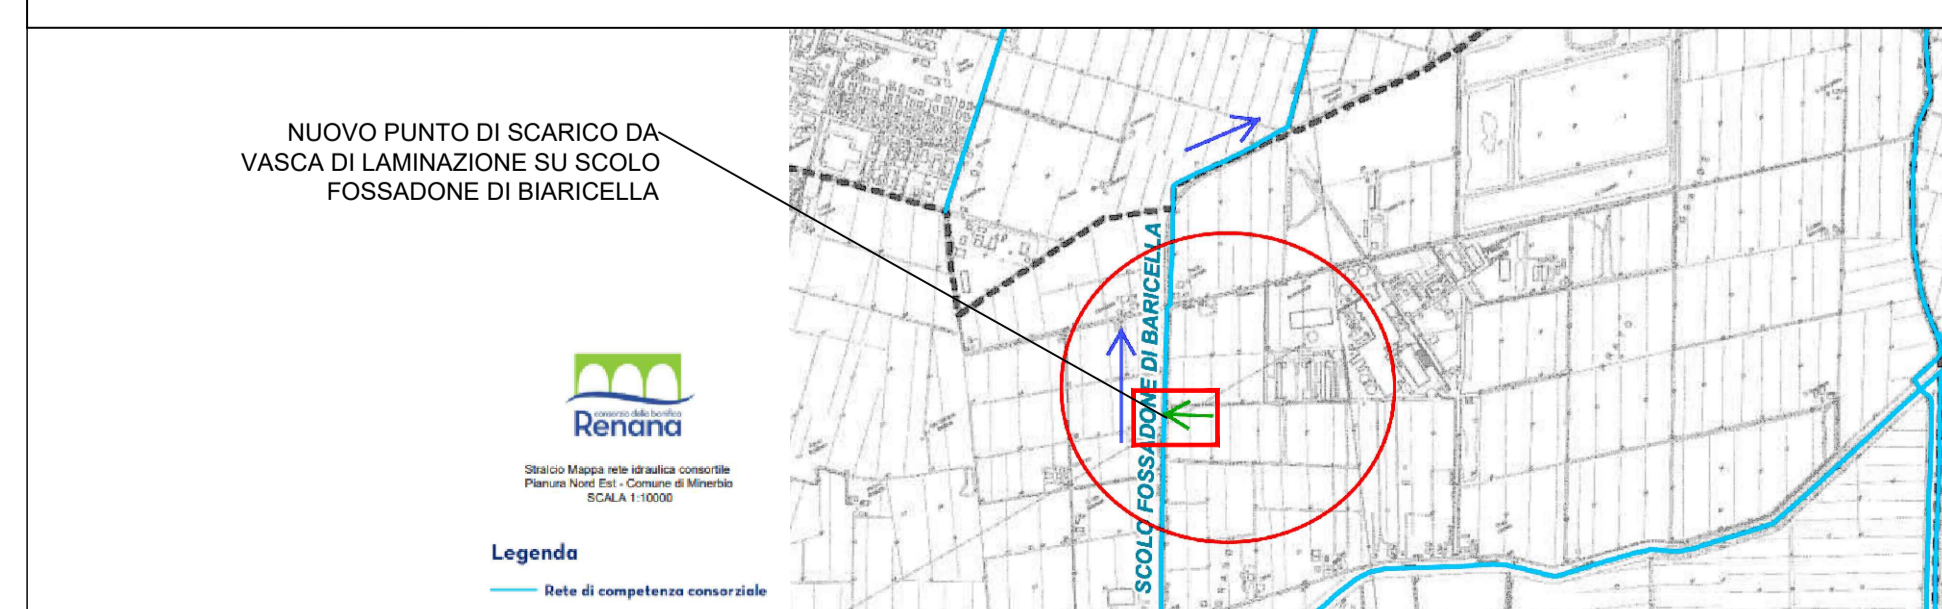 NUOVO PUNTO DI SCARICO DA
VASCA DI LAMINAZIONE SU SCOLO
FOSSADONE DI BIARICELLA
consorzio della bonifica
Renana
Stralcio Mappa rete idraulica consortile
Pianura Nord Est - Comune di Minerbio
SCALA 1:10000
Legenda
Rete di competenza consorziale
SCOLO FOSSADONE DI BARICELLA